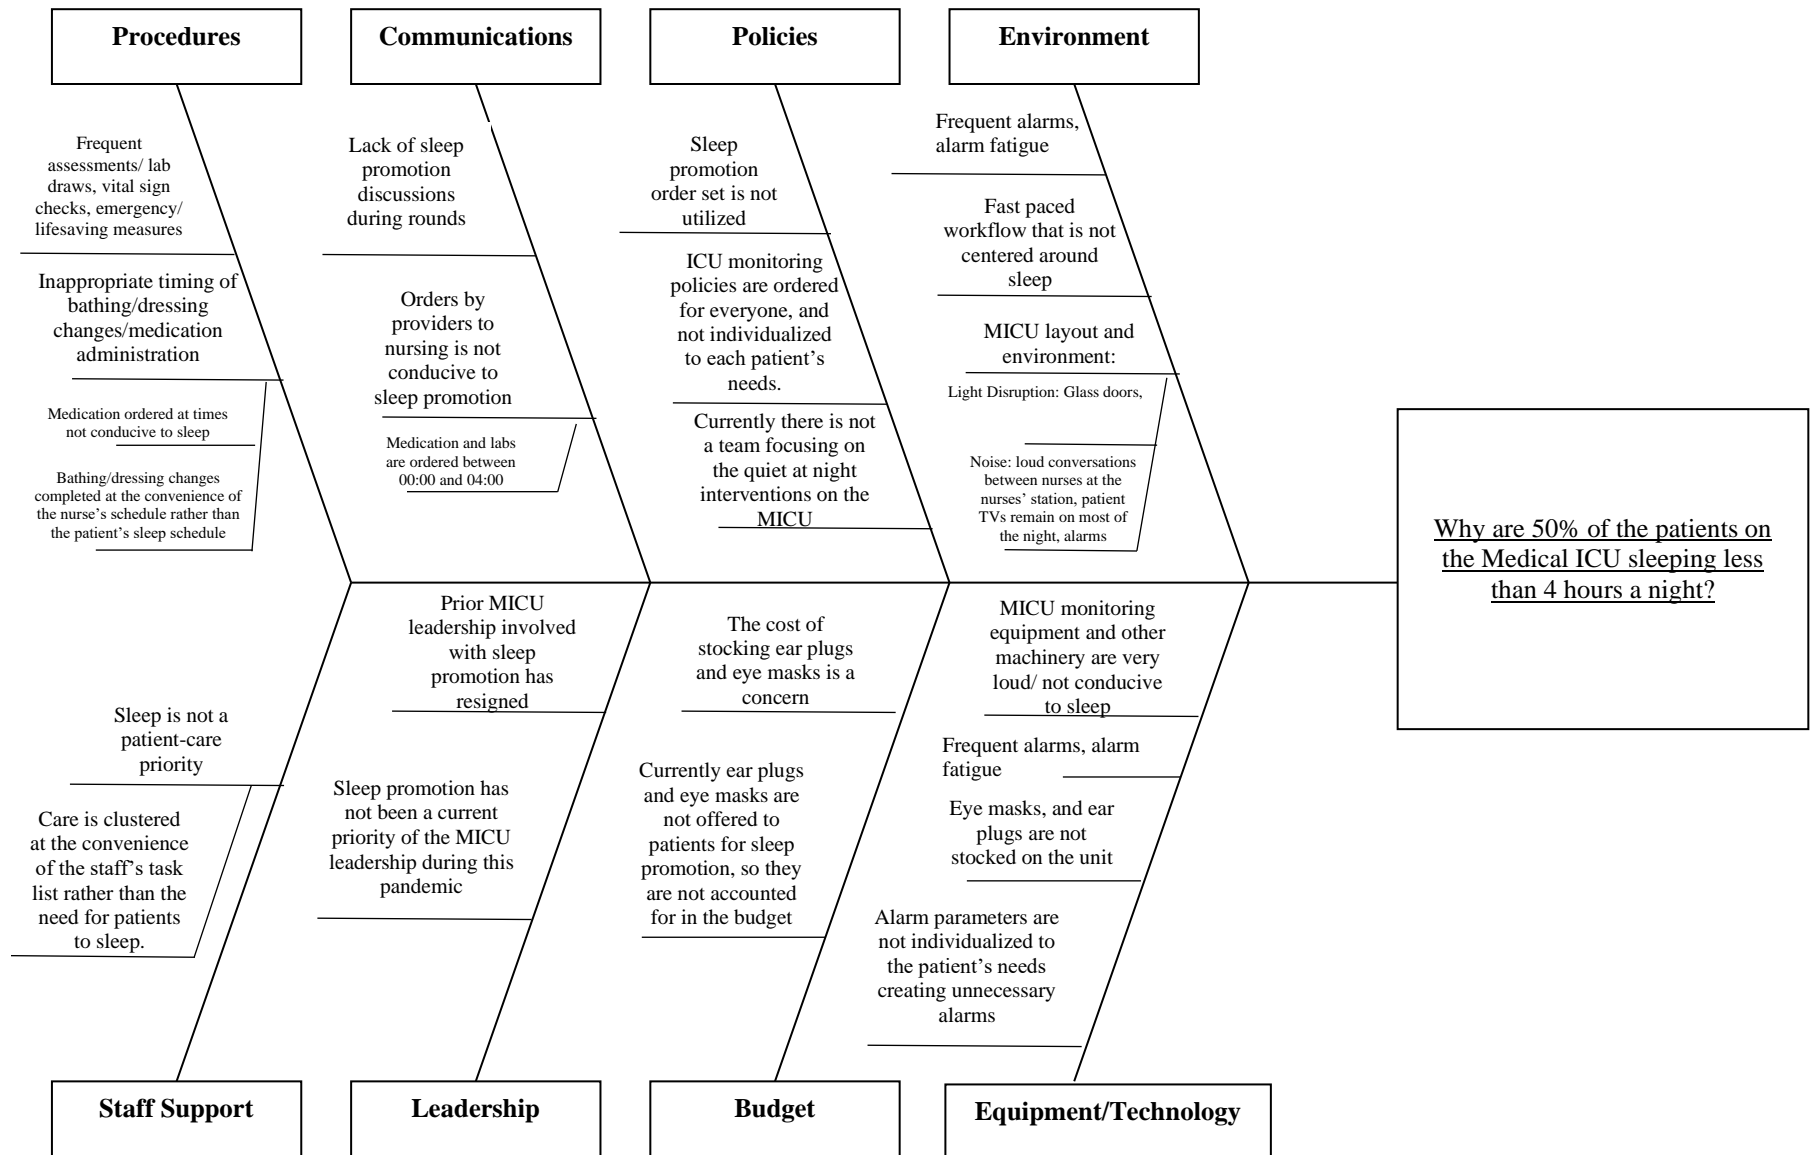 Procedures
Communications
Policies
Environment
Frequent
assessments/ lab
draws, vital sign
checks, emergency/
lifesaving measures
Inappropriate timing of
bathing/dressing
changes/medication
administration
Medication ordered at times
not conducive to sleep
Bathing/dressing changes
completed at the convenience of
the nurse's schedule rather than
the patient's sleep schedule
Lack of sleep
promotion
discussions
during rounds
Orders by
providers to
nursing is not
conducive to
sleep promotion
Medication and labs
are ordered between
00:00 and 04:00
Sleep
promotion
order set is not
utilized
ICU monitoring
policies are ordered
for everyone, and
not individualized
to each patient's
needs.
Currently there is not
a team focusing on
the quiet at night
interventions on the
MICU
Frequent alarms,
alarm fatigue
Fast paced
workflow that is not
centered around
sleep
MICU layout and
environment:
Light Disruption: Glass doors,
Noise: loud conversations
between nurses at the
nurses' station, patient
TVs remain on most of
the night, alarms
Why are 50% of the patients on
the Medical ICU sleeping less
than 4 hours a night?
Sleep is not a
patient-care
priority
Care is clustered
at the convenience
of the staff's task
list rather than the
need for patients
to sleep.
Prior MICU
leadership involved
with sleep
promotion has
resigned
Sleep promotion has
not been a current
priority of the MICU
leadership during this
pandemic
The cost of
stocking ear plugs
and eye masks is a
concern
Currently ear plugs
and eye masks are
not offered to
patients for sleep
promotion, so they
are not accounted
for in the budget
MICU monitoring
equipment and other
machinery are very
loud/ not conducive
to sleep
Frequent alarms, alarm
fatigue
Eye masks, and ear
plugs are not
stocked on the unit
Alarm parameters are
not individualized to
the patient's needs
creating unnecessary
alarms
Staff Support
Leadership
Budget
Equipment/Technology